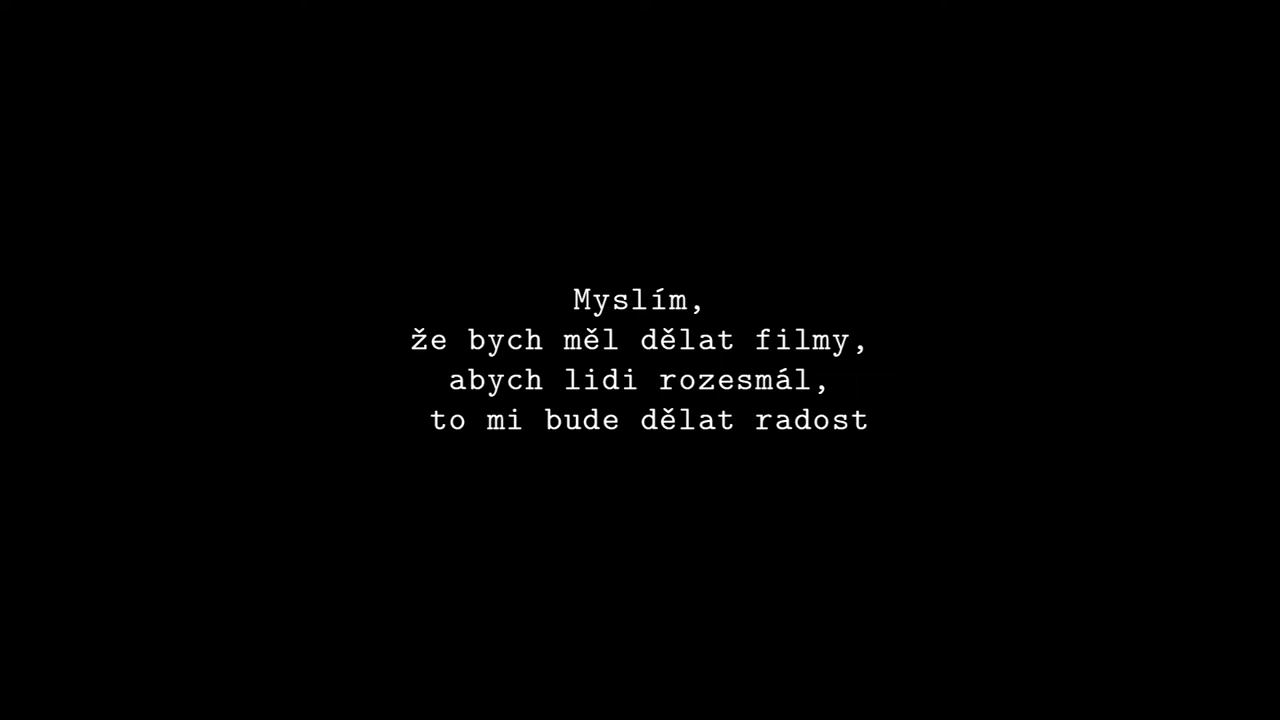 Myslím,
že bych měl dělat filmy,
abych lidi rozesmál,
to mi bude dělat radost